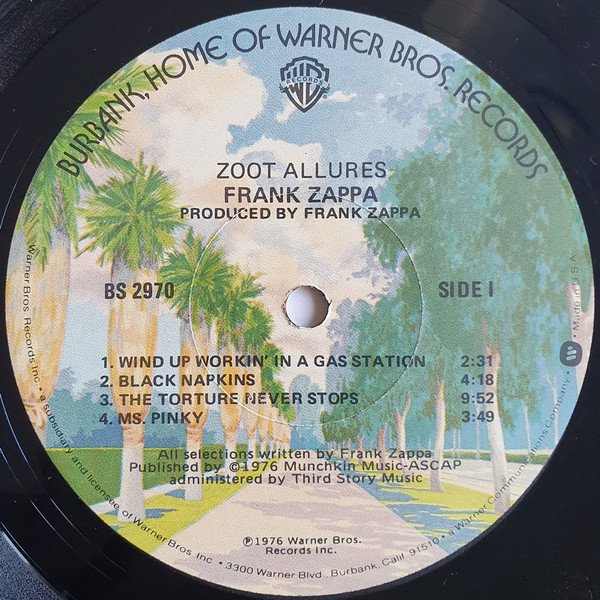 BURBANK, HOME OF WARNER BROS. RECORDS
WB
RECORDS
ZOOT ALLURES
FRANK ZAPPA
PRODUCED BY FRANK ZAPPA
BS 2970
SIDE I
1. WIND UP WORKIN' IN A GAS STATION 2:31
2. BLACK NAPKINS 4:18
3. THE TORTURE NEVER STOPS 9:52
4. MS. PINKY 3:49
All selections written by Frank Zappa
Published by ©1976 Munchkin Music-ASCAP
administered by Third Story Music
℗1976 Warner Bros.
Records Inc.
Warner Bros. Records Inc. • a subsidiary and licensee of Warner Bros. Inc. • 3300 Warner Blvd., Burbank, Calif. 91510 • a Warner Communications Company • W • Made in U.S.A.